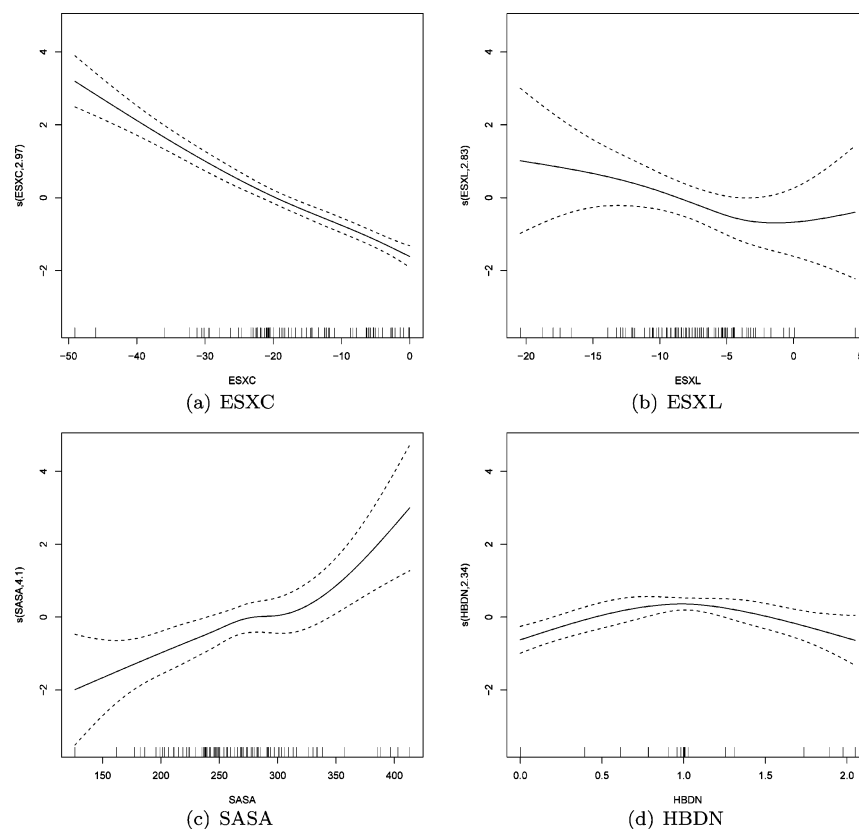 4
2
0
−2
s(ESXC,2.97)
−50 −40 −30 −20 −10 0
ESXC
(a) ESXC
4
2
0
−2
s(ESXL,2.83)
−20 −15 −10 −5 0 5
ESXL
(b) ESXL
4
2
0
−2
s(SASA,4.1)
150 200 250 300 350 400
SASA
(c) SASA
4
2
0
−2
s(HBDN,2.34)
0.0 0.5 1.0 1.5 2.0
HBDN
(d) HBDN